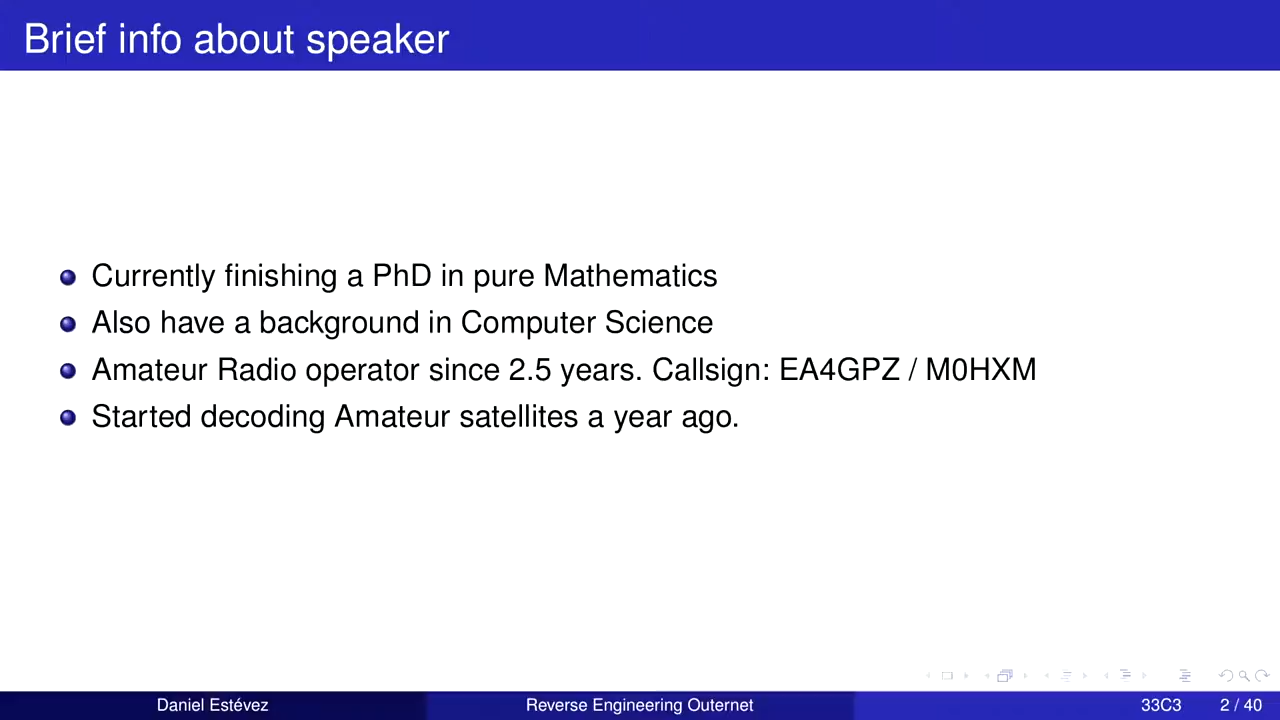 Brief info about speaker
Currently finishing a PhD in pure Mathematics
Also have a background in Computer Science
Amateur Radio operator since 2.5 years. Callsign: EA4GPZ / M0HXM
Started decoding Amateur satellites a year ago.
Daniel Estévez Reverse Engineering Outernet 33C3 2 / 40